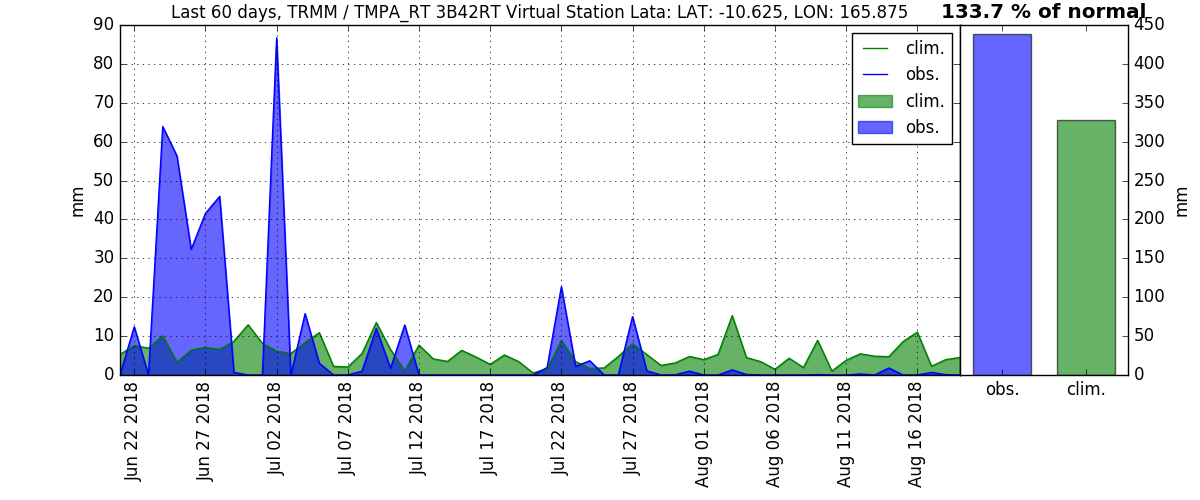 Last 60 days, TRMM / TMPA_RT 3B42RT Virtual Station Lata: LAT: -10.625, LON: 165.875
133.7 % of normal
90
80
70
60
50
40
30
20
10
0
mm
clim.
obs.
clim.
obs.
450
400
350
300
250
200
150
100
50
0
mm
Jun 22 2018
Jun 27 2018
Jul 02 2018
Jul 07 2018
Jul 12 2018
Jul 17 2018
Jul 22 2018
Jul 27 2018
Aug 01 2018
Aug 06 2018
Aug 11 2018
Aug 16 2018
obs.
clim.